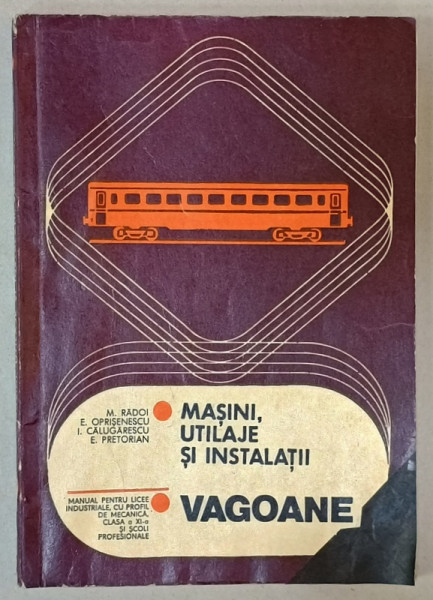 M. RĂDOI
E. OPRIȘENESCU
I. CĂLUGĂRESCU
E. PRETORIAN
MAȘINI,
UTILAJE
ȘI INSTALAȚII
MANUAL PENTRU LICEE
INDUSTRIALE, CU PROFIL
DE MECANICĂ,
CLASA a XI-a
ȘI ȘCOLI
PROFESIONALE
VAGOANE